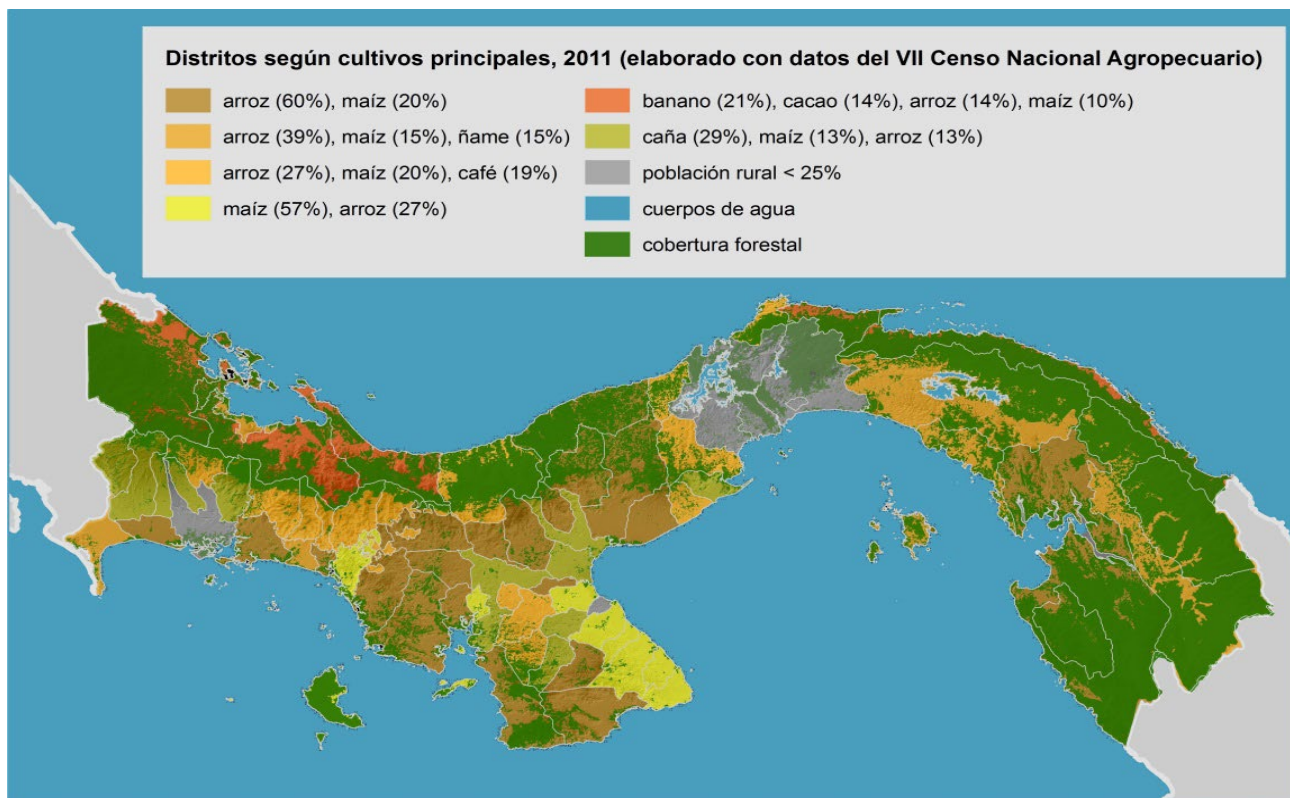 Distritos según cultivos principales, 2011 (elaborado con datos del VII Censo Nacional Agropecuario)
arroz (60%), maíz (20%)
arroz (39%), maíz (15%), ñame (15%)
arroz (27%), maíz (20%), café (19%)
maíz (57%), arroz (27%)
banano (21%), cacao (14%), arroz (14%), maíz (10%)
caña (29%), maíz (13%), arroz (13%)
población rural < 25%
cuerpos de agua
cobertura forestal